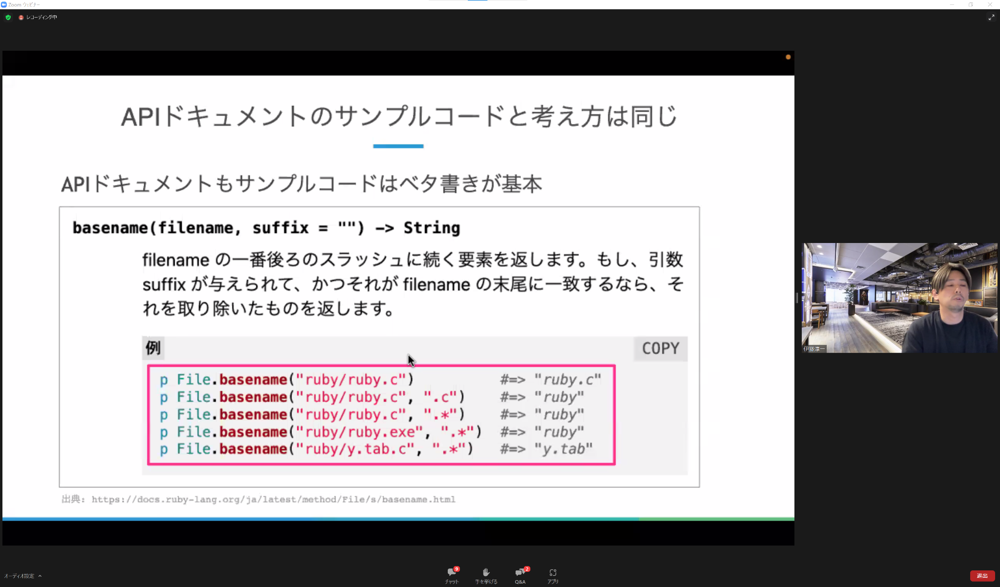 Zoom ウェビナー
レコーディング中
APIドキュメントのサンプルコードと考え方は同じ
APIドキュメントもサンプルコードはベタ書きが基本
basename(filename, suffix = "") -> String
filename の一番後ろのスラッシュに続く要素を返します。もし、引数
suffix が与えられて、かつそれが filename の末尾に一致するなら、そ
れを取り除いたものを返します。
例
COPY
p File.basename("ruby/ruby.c") #=> "ruby.c"
p File.basename("ruby/ruby.c", ".c") #=> "ruby"
p File.basename("ruby/ruby.c", ".*") #=> "ruby"
p File.basename("ruby/ruby.exe", ".*") #=> "ruby"
p File.basename("ruby/y.tab.c", ".*") #=> "y.tab"
出典: https://docs.ruby-lang.org/ja/latest/method/File/s/basename.html
伊藤淳一
オーディオ設定
9
チャット
手を挙げる
2
Q&A
アプリ
退出